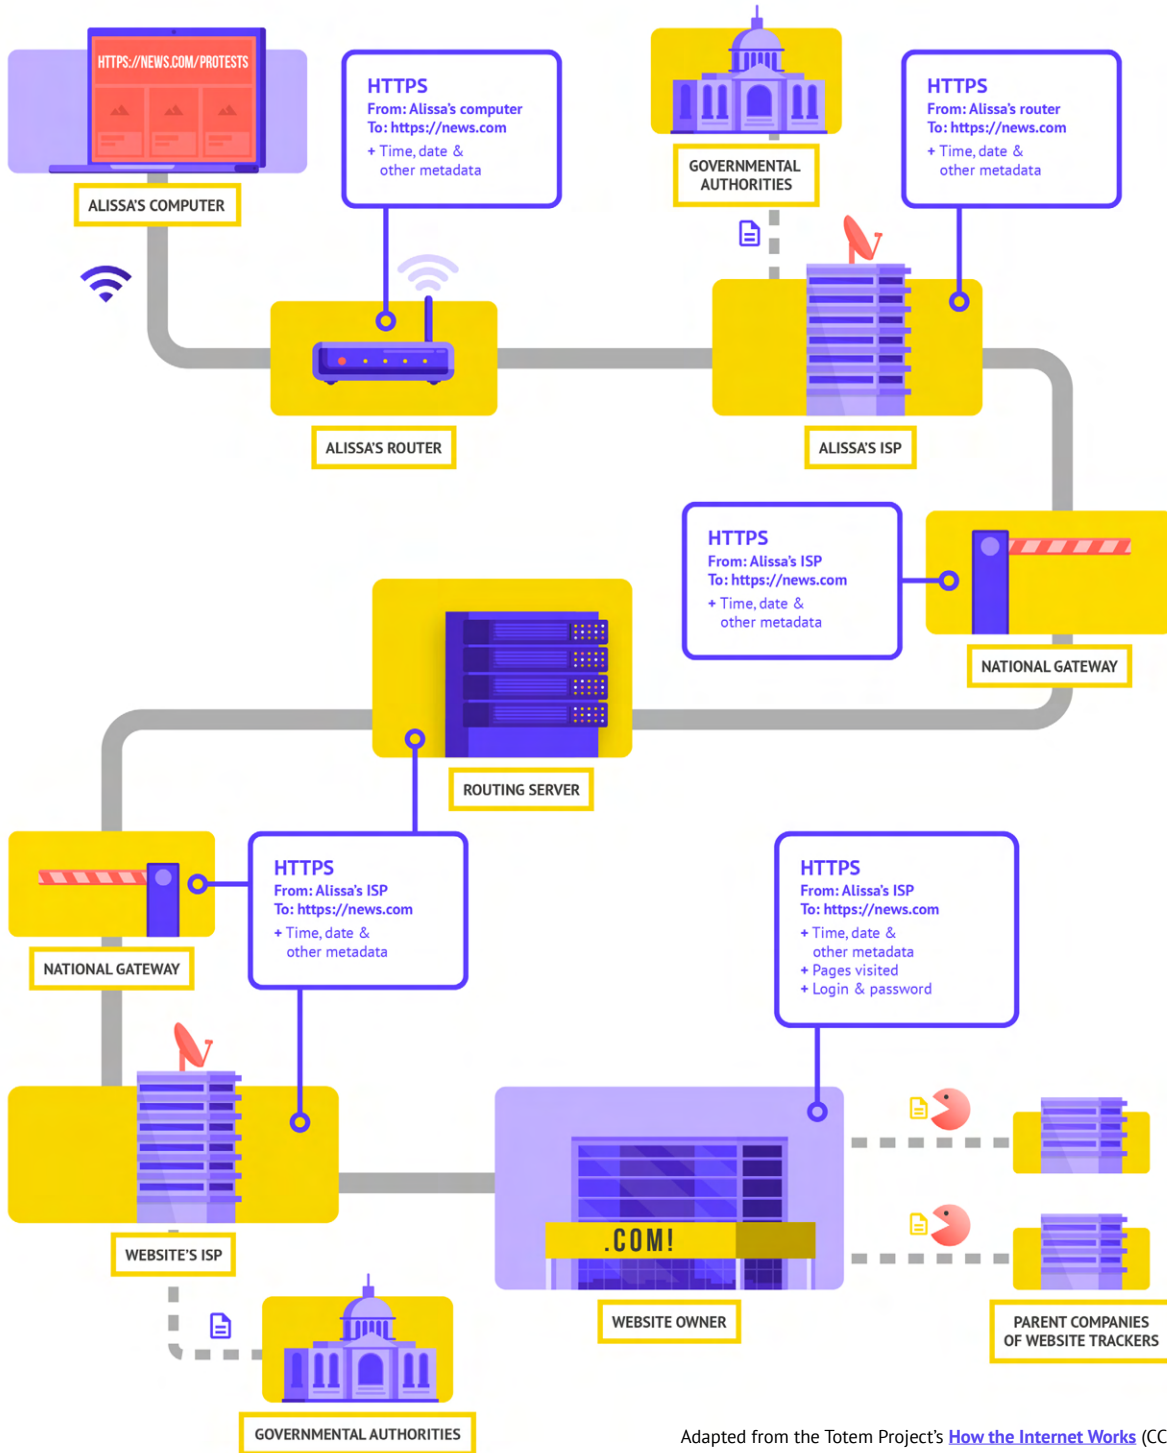 HTTPS://NEWS.COM/PROTESTS
ALISSA'S COMPUTER
HTTPS
From: Alissa's computer
To: https://news.com
+ Time, date &
other metadata
GOVERNMENTAL
AUTHORITIES
HTTPS
From: Alissa's router
To: https://news.com
+ Time, date &
other metadata
ALISSA'S ROUTER
ALISSA'S ISP
HTTPS
From: Alissa's ISP
To: https://news.com
+ Time, date &
other metadata
NATIONAL GATEWAY
ROUTING SERVER
HTTPS
From: Alissa's ISP
To: https://news.com
+ Time, date &
other metadata
NATIONAL GATEWAY
HTTPS
From: Alissa's ISP
To: https://news.com
+ Time, date &
other metadata
+ Pages visited
+ Login & password
WEBSITE'S ISP
.COM!
WEBSITE OWNER
PARENT COMPANIES
OF WEBSITE TRACKERS
GOVERNMENTAL AUTHORITIES
Adapted from the Totem Project's How the Internet Works (CC